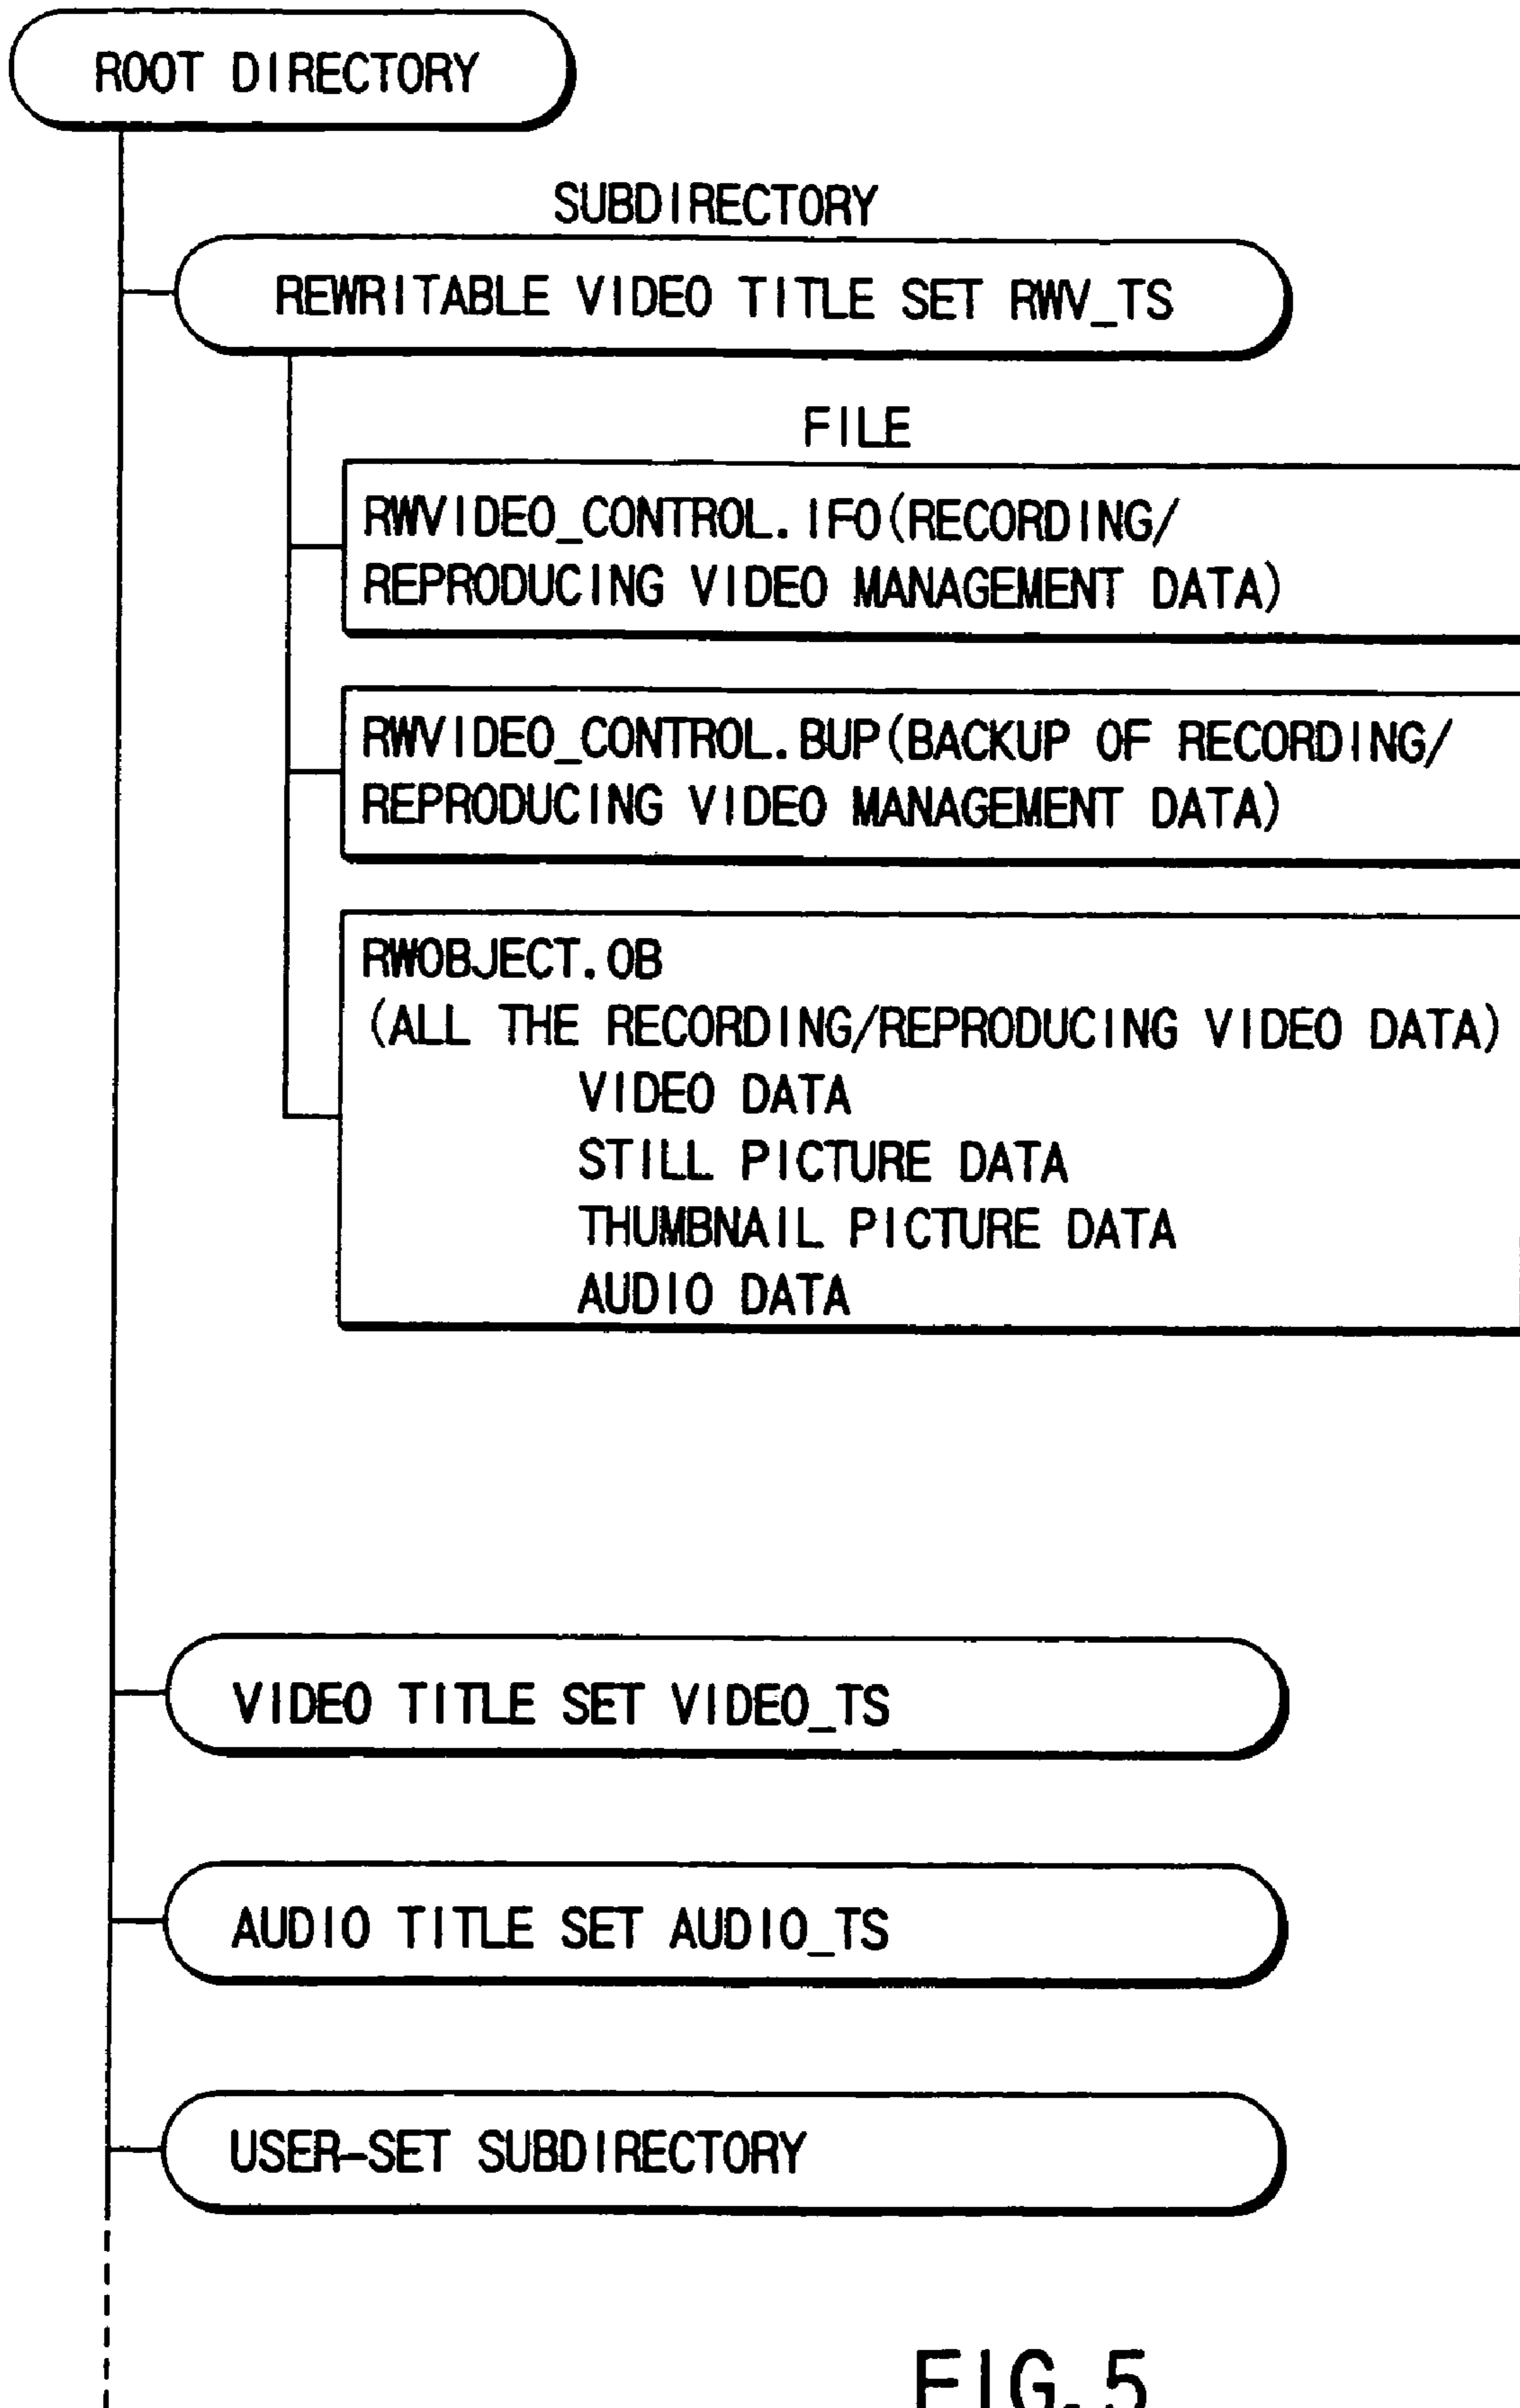 ROOT DIRECTORY
SUBDIRECTORY
REWRITABLE VIDEO TITLE SET RWV_TS
FILE
RWVIDEO_CONTROL.IFO(RECORDING/
REPRODUCING VIDEO MANAGEMENT DATA)
RWVIDEO_CONTROL.BUP(BACKUP OF RECORDING/
REPRODUCING VIDEO MANAGEMENT DATA)
RWOBJECT.OB
(ALL THE RECORDING/REPRODUCING VIDEO DATA)
VIDEO DATA
STILL PICTURE DATA
THUMBNAIL PICTURE DATA
AUDIO DATA
VIDEO TITLE SET VIDEO_TS
AUDIO TITLE SET AUDIO_TS
USER-SET SUBDIRECTORY
FIG.5